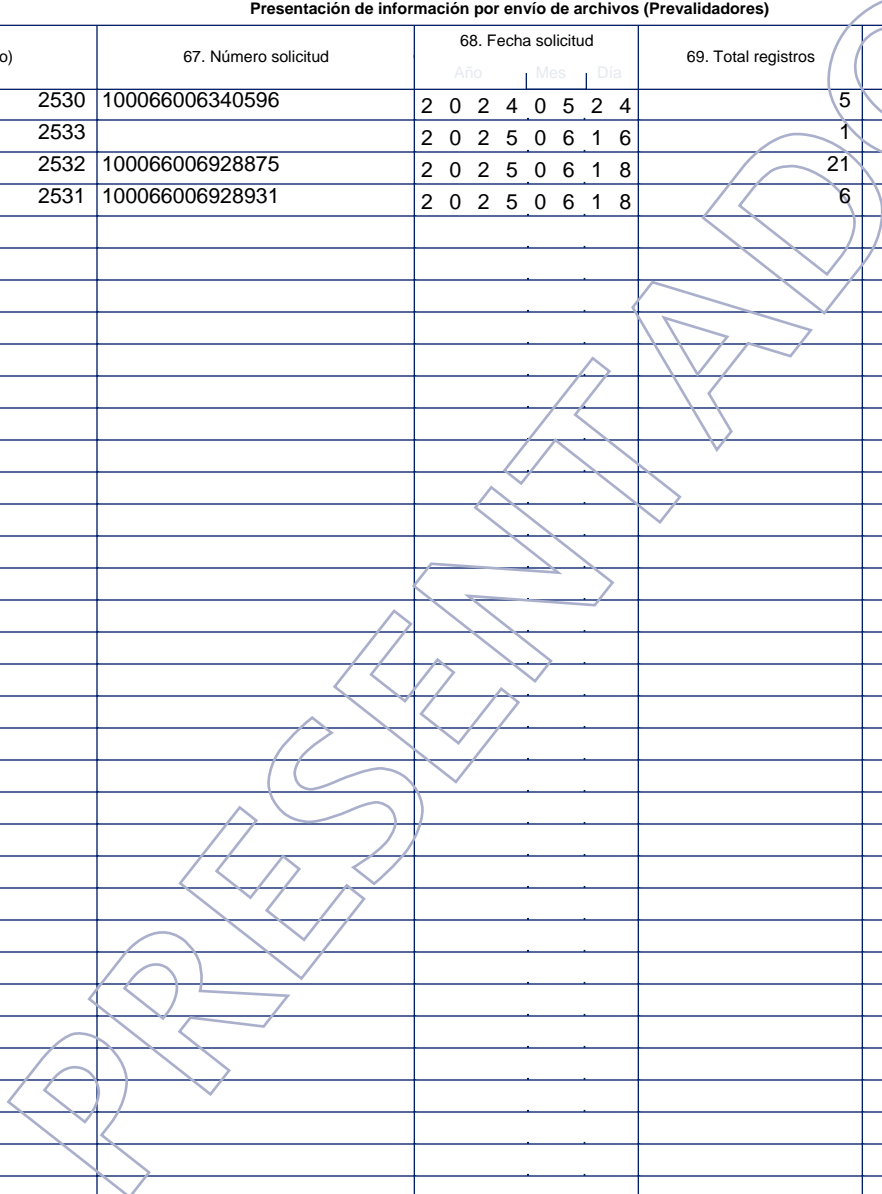 Presentación de información por envío de archivos (Prevalidadores)
o) 67. Número solicitud 68. Fecha solicitud 69. Total registros
Año Mes Día
2530 100066006340596 2 0 2 4 0 5 2 4 5
2533 2 0 2 5 0 6 1 6 1
2532 100066006928875 2 0 2 5 0 6 1 8 21
2531 100066006928931 2 0 2 5 0 6 1 8 6
PRESENTADO